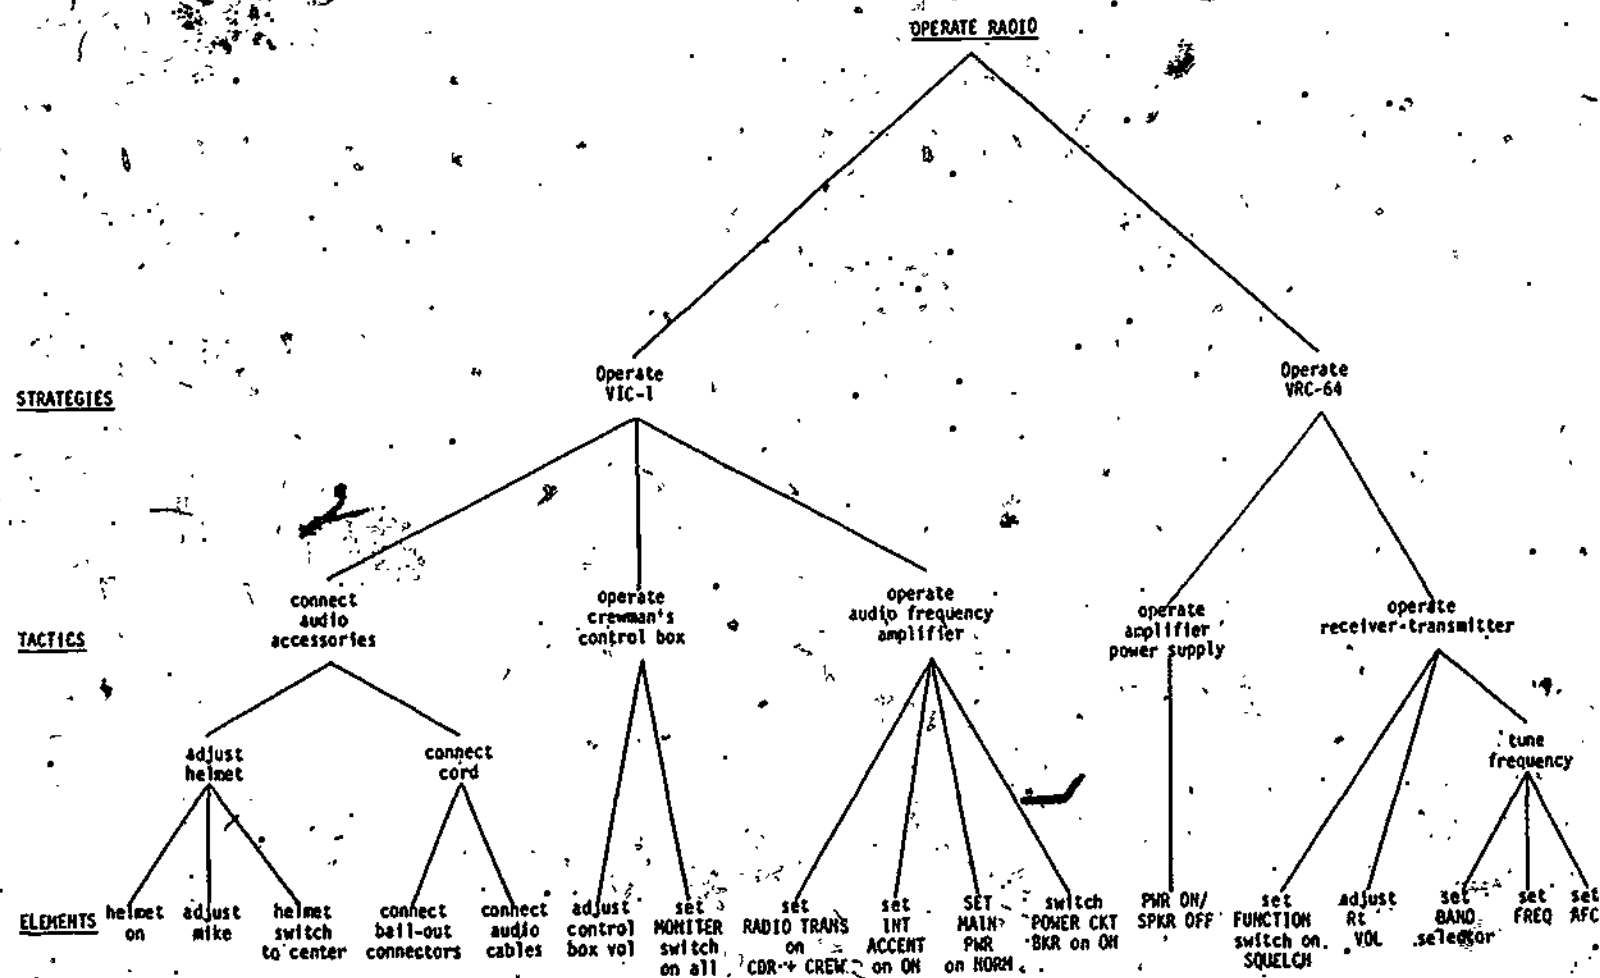 OPERATE RADIO
Operate
VIC-1
Operate
VRC-64
STRATEGIES
connect
audio
accessories
operate
crewman's
control box
operate
audio frequency
amplifier
operate
amplifier
power supply
operate
receiver-transmitter
TACTICS
adjust
helmet
connect
cord
tune
frequency
ELEMENTS
helmet
on
adjust
mike
helmet
switch
to center
connect
bail-out
connectors
connect
audio
cables
adjust
control
box vol
set
MONITER
switch
on all
set
RADIO TRANS
on
CDR + CREW
set
INT
ACCENT
on ON
SET
MAIN
PWR
on NORM
switch
POWER CKT
BKR on ON
PWR ON/
SPKR OFF
set
FUNCTION
switch on
SQUELCH
adjust
Rt
VOL
set
BAND
selector
set
FREQ
set
AFC